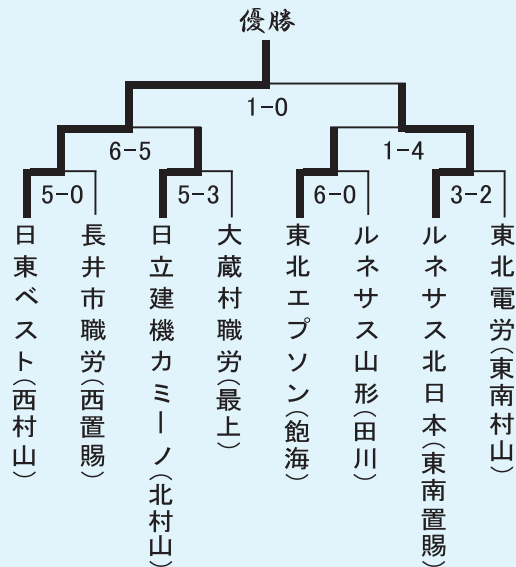 優勝
1-0
6-5
1-4
5-0
5-3
6-0
3-2
日東ベスト(西村山)
長井市職労(西置賜)
日立建機カミーノ(北村山)
大蔵村職労(最上)
東北エプソン(飽海)
ルネサス山形(田川)
ルネサス北日本(東南置賜)
東北電労(東南村山)